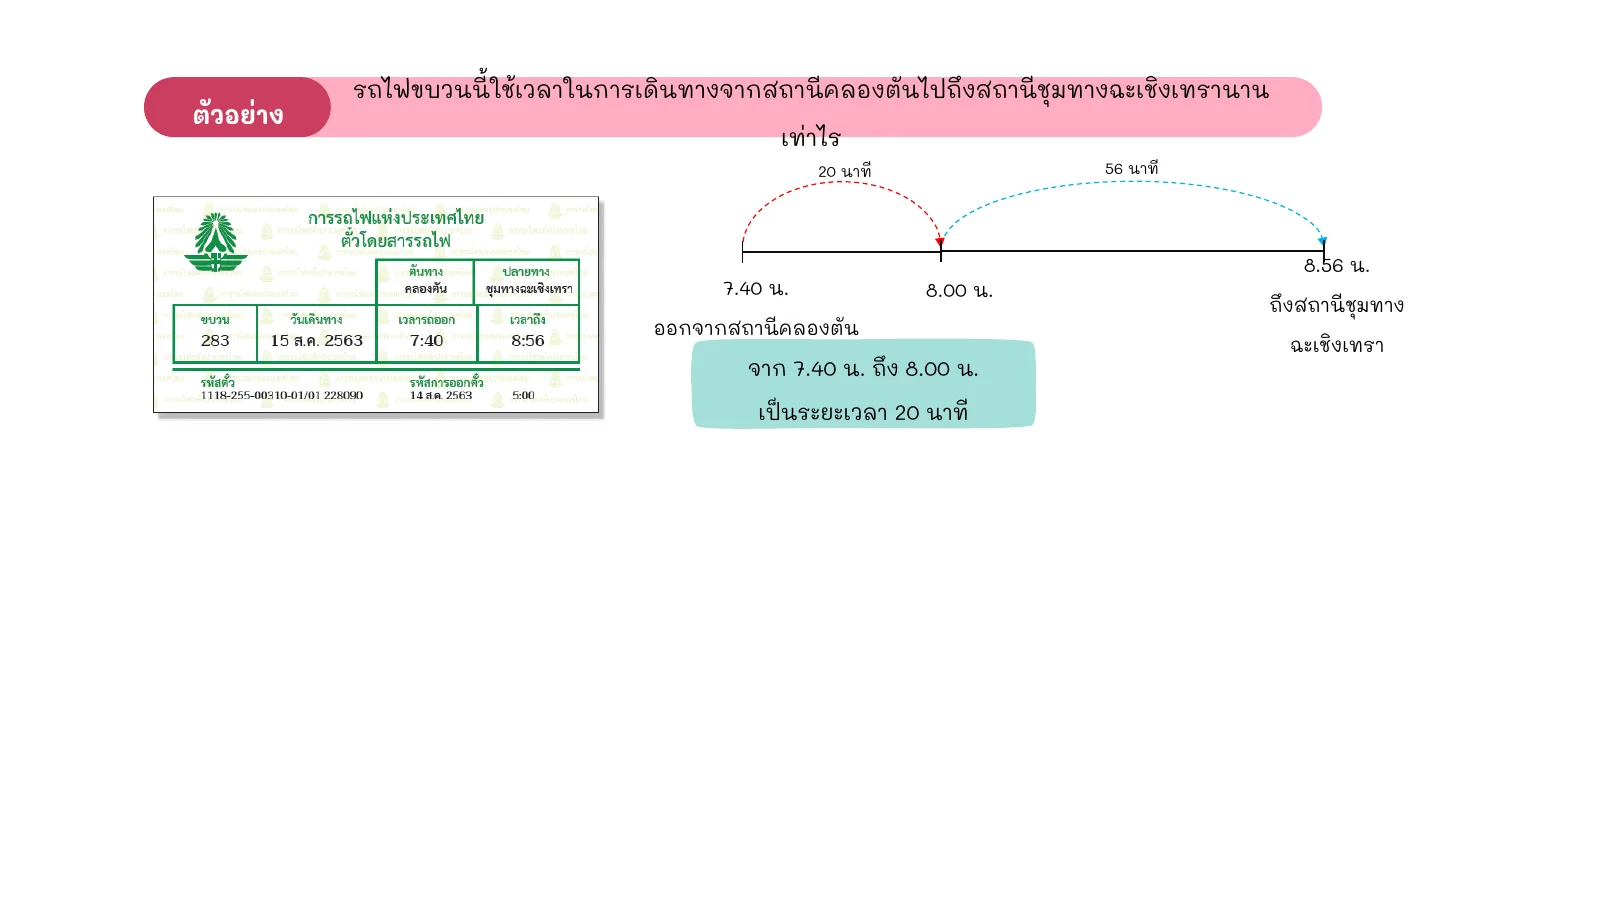 รถไฟขบวนนี้ใช้เวลาในการเดินทางจากสถานีคลองตันไปถึงสถานีชุมทางฉะเชิงเทรานาน
ตัวอย่าง
เท่าไร
20 นาที
56 นาที
การรถไฟแห่งประเทศไทย
ตั๋วโดยสารรถไฟ
ต้นทาง
ปลายทาง
คลองตัน
ชุมทางฉะเชิงเทรา
ขบวน
วันเดินทาง
เวลารถออก
เวลาถึง
283
15 ส.ค. 2563
7:40
8:56
รหัสตั๋ว
รหัสการออกตั๋ว
1118-255-00310-01/01 228090
14 ส.ค. 2563
5:00
7.40 น.
8.00 น.
8.56 น.
ออกจากสถานีคลองตัน
ถึงสถานีชุมทาง
ฉะเชิงเทรา
จาก 7.40 น. ถึง 8.00 น.
เป็นระยะเวลา 20 นาที